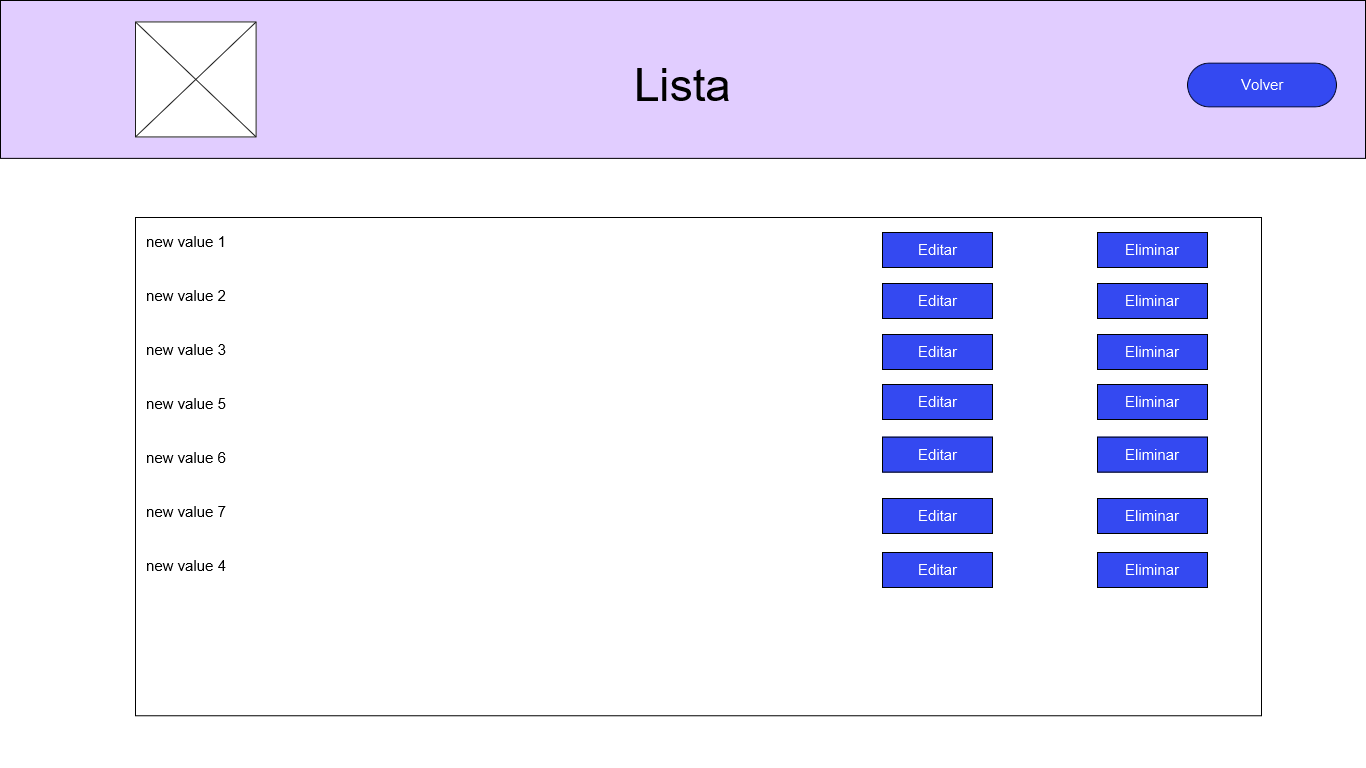 Lista
Volver
new value 1 Editar Eliminar
new value 2 Editar Eliminar
new value 3 Editar Eliminar
new value 5 Editar Eliminar
new value 6 Editar Eliminar
new value 7 Editar Eliminar
new value 4 Editar Eliminar